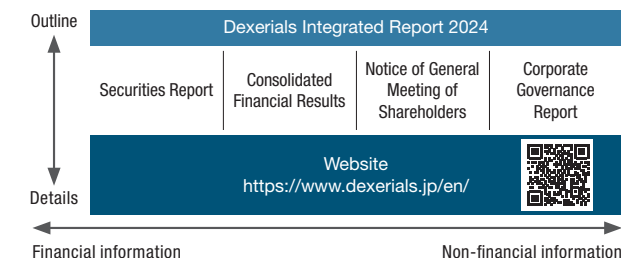 Outline
Dexerials Integrated Report 2024
Securities Report
Consolidated
Financial Results
Notice of General
Meeting of
Shareholders
Corporate
Governance
Report
Website
https://www.dexerials.jp/en/
Details
Financial information
Non-financial information